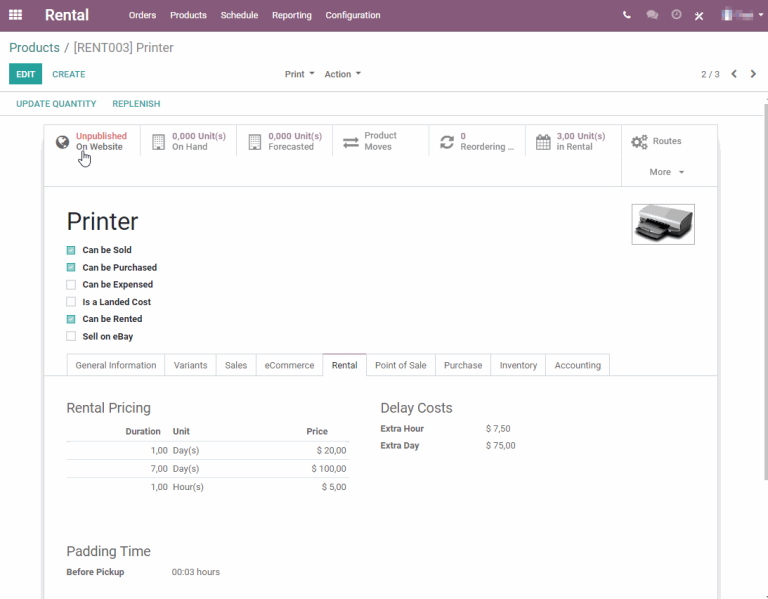 Rental Orders Products Schedule Reporting Configuration
Products / [RENT003] Printer
EDIT CREATE Print Action 2 / 3
UPDATE QUANTITY REPLENISH
Unpublished On Website
0,000 Unit(s) On Hand
0,000 Unit(s) Forecasted
Product Moves
0 Reordering ...
3,00 Unit(s) in Rental
Routes
More
Printer
Can be Sold
Can be Purchased
Can be Expensed
Is a Landed Cost
Can be Rented
Sell on eBay
General Information Variants Sales eCommerce Rental Point of Sale Purchase Inventory Accounting
Rental Pricing
Duration Unit Price
1,00 Day(s) $ 20,00
7,00 Day(s) $ 100,00
1,00 Hour(s) $ 5,00
Delay Costs
Extra Hour $ 7,50
Extra Day $ 75,00
Padding Time
Before Pickup 00:03 hours